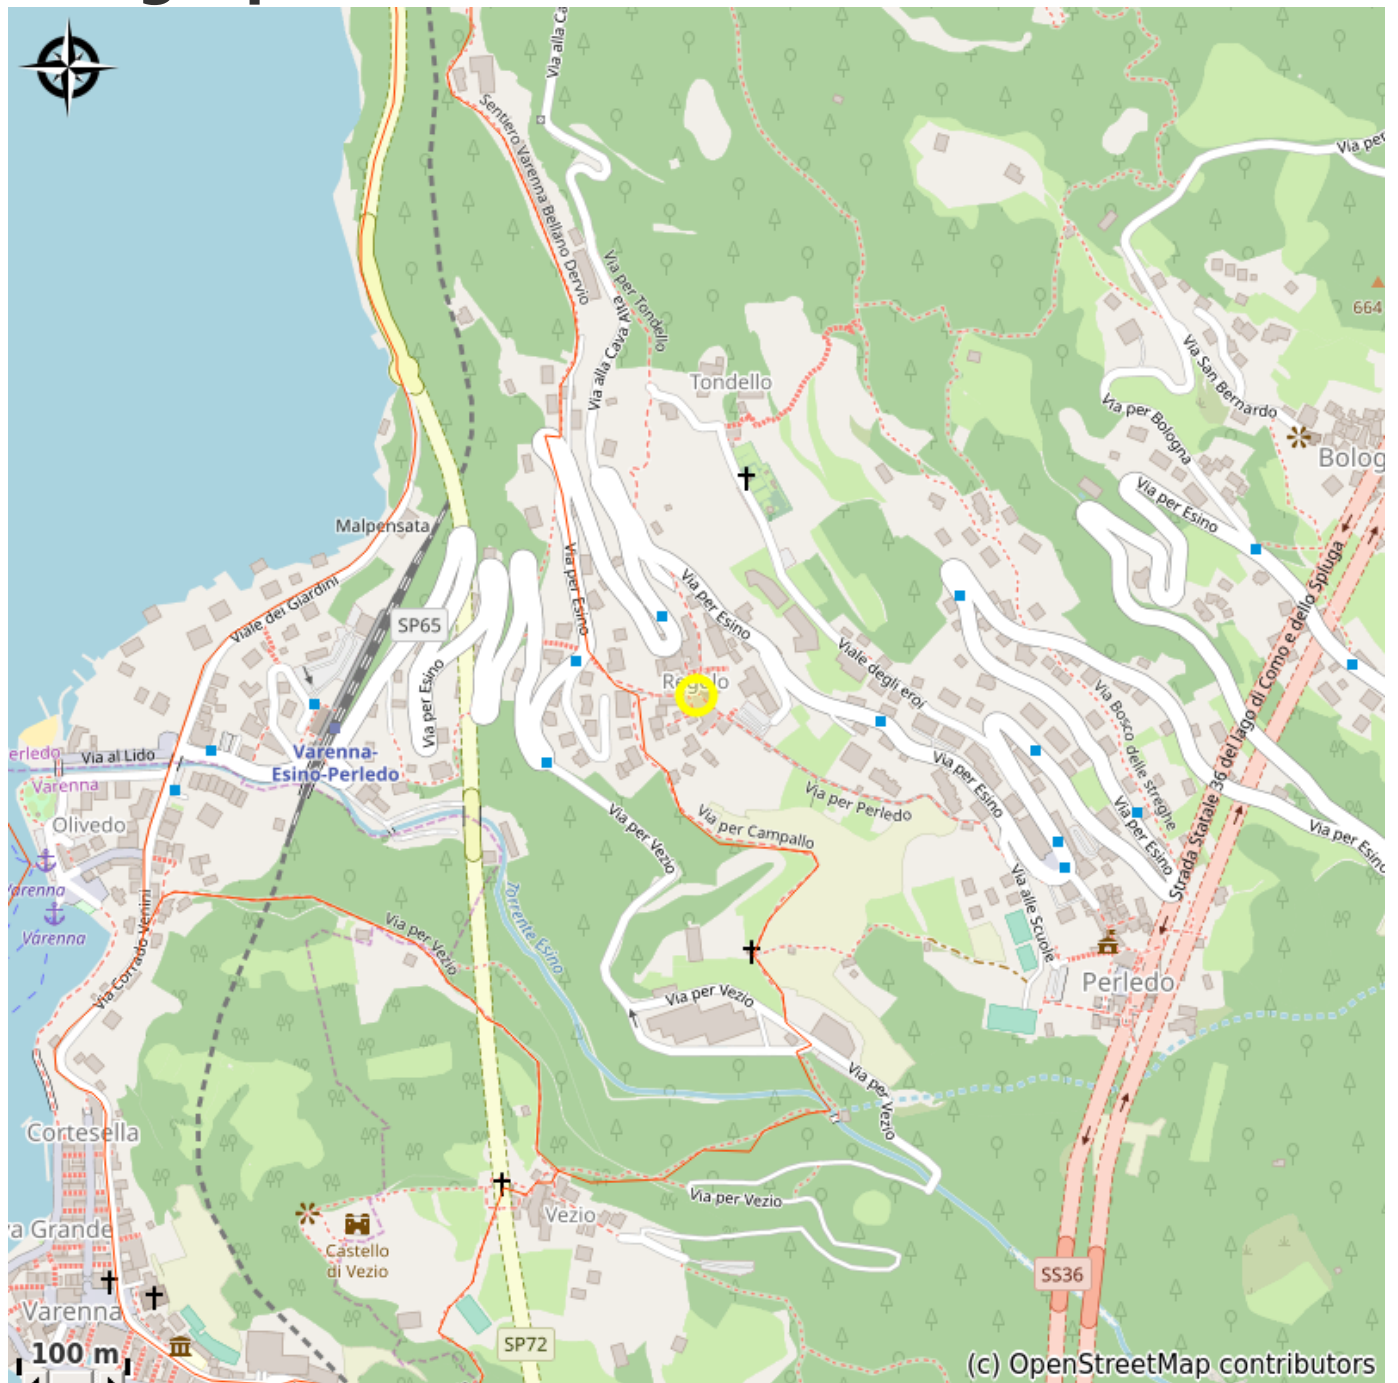 Via alla Ca
Sentiero Varenna Bellano Dervio
Via per
Via per Tondello
Via alla Cava Alta
664
Via San Bernardo
Tondello
Via per Bologna
Bolog
Via per Esino
Malpensata
Via per Esino
Via per Esino
Viale dei Giardini
SP65
Strada Statale 36 del lago di Como e dello Spluga
Viale degli eroi
Via per Esino
Via Bosco delle streghe
Varenna-
Esino-Perledo
Via al Lido
erledo
Varenna
Via per Esino
Via per Perledo
Via per Esino
Via per Esino
Olivedo
Via per Campallo
Via per Vezio
Via alle Scuole
Varenna
Varenna
Via Corrado Venini
Via per Vezio
Torrente Esino
Perledo
Via per Vezio
Via per Vezio
Cortesella
Via per Vezio
Vezio
a Grande
Castello
di Vezio
SS36
Varenna
SP72
100 m
(c) OpenStreetMap contributors